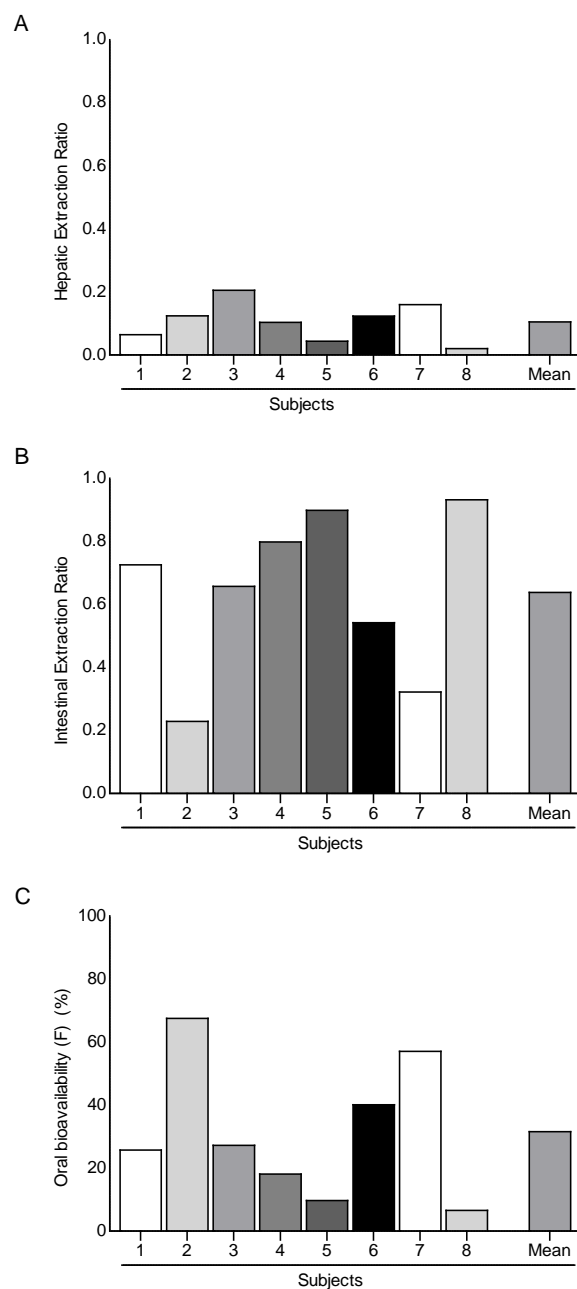 A
Hepatic Extraction Ratio
1.0
0.8
0.6
0.4
0.2
0.0
1 2 3 4 5 6 7 8 Mean
Subjects
B
Intestinal Extraction Ratio
1.0
0.8
0.6
0.4
0.2
0.0
1 2 3 4 5 6 7 8 Mean
Subjects
C
Oral bioavailability (F) (%)
100
80
60
40
20
0
1 2 3 4 5 6 7 8 Mean
Subjects